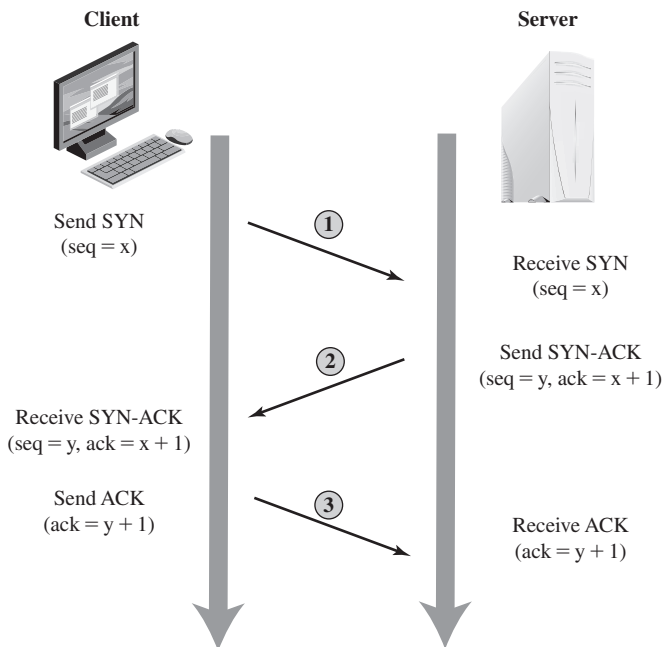 Client
Server
Send SYN
(seq = x)
1
Receive SYN
(seq = x)
Send SYN-ACK
(seq = y, ack = x + 1)
2
Receive SYN-ACK
(seq = y, ack = x + 1)
Send ACK
(ack = y + 1)
3
Receive ACK
(ack = y + 1)